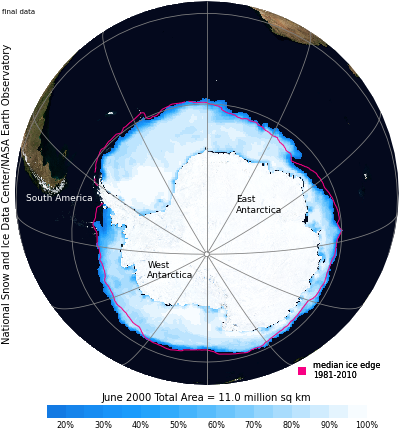 final data
National Snow and Ice Data Center/NASA Earth Observatory
South America
East
Antarctica
West
Antarctica
median ice edge
1981-2010
June 2000 Total Area = 11.0 million sq km
20% 30% 40% 50% 60% 70% 80% 90% 100%